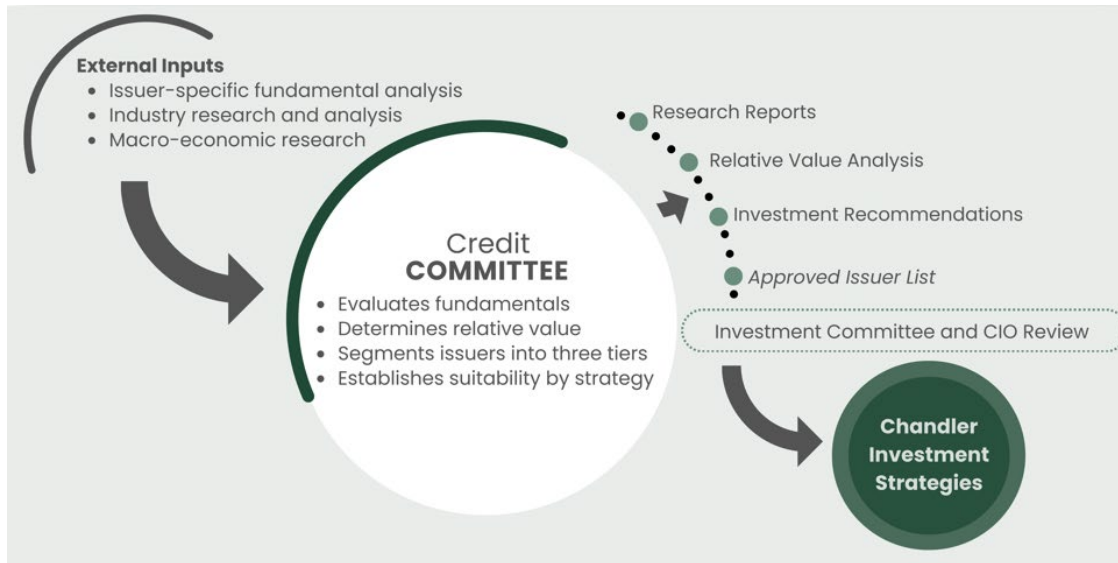 External Inputs
• Issuer-specific fundamental analysis
• Industry research and analysis
• Macro-economic research
Credit
COMMITTEE
• Evaluates fundamentals
• Determines relative value
• Segments issuers into three tiers
• Establishes suitability by strategy
Research Reports
Relative Value Analysis
Investment Recommendations
Approved Issuer List
Investment Committee and CIO Review
Chandler
Investment
Strategies